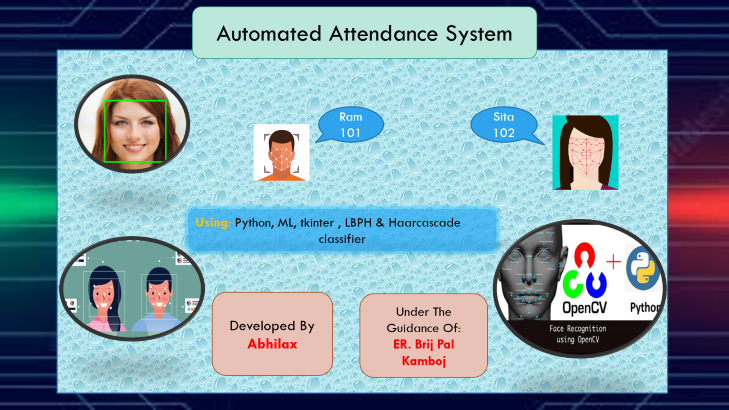 Automated Attendance System
Ram
101
Sita
102
Using Python, ML, tkinter , LBPH & Haarcascade
classifier
OpenCV
+
Python
Face Recognition
using OpenCV
Developed By
Abhilax
Under The
Guidance Of:
ER. Brij Pal
Kamboj